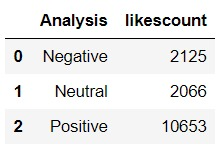 Analysis likescount
0 Negative 2125
1 Neutral 2066
2 Positive 10653